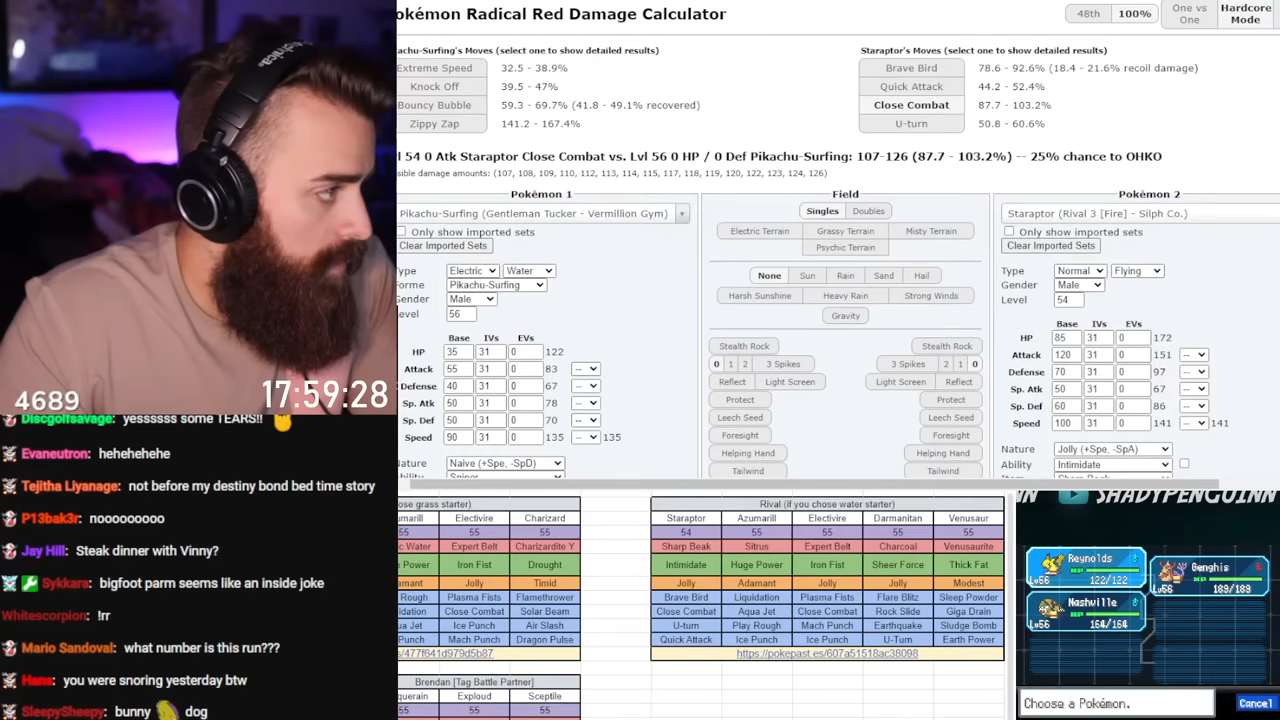 okémon Radical Red Damage Calculator
48th
100%
One vs One
Hardcore Mode
kachu-Surfing's Moves (select one to show detailed results)
Extreme Speed 32.5 - 38.9%
Knock Off 39.5 - 47%
Bouncy Bubble 59.3 - 69.7% (41.8 - 49.1% recovered)
Zippy Zap 141.2 - 167.4%
Staraptor's Moves (select one to show detailed results)
Brave Bird 78.6 - 92.6% (18.4 - 21.6% recoil damage)
Quick Attack 44.2 - 52.4%
Close Combat 87.7 - 103.2%
U-turn 50.8 - 60.6%
l 54 0 Atk Staraptor Close Combat vs. Lvl 56 0 HP / 0 Def Pikachu-Surfing: 107-126 (87.7 - 103.2%) -- 25% chance to OHKO
sible damage amounts: (107, 108, 109, 110, 112, 113, 114, 115, 117, 118, 119, 120, 122, 123, 124, 126)
Pokémon 1
Pikachu-Surfing (Gentleman Tucker - Vermillion Gym)
Only show imported sets
Clear Imported Sets
Type Electric Water
Forme Pikachu-Surfing
Gender Male
Level 56
Base IVs EVs
HP 35 31 0 122
Attack 55 31 0 83 --
Defense 40 31 0 67 --
Sp. Atk 50 31 0 78 --
Sp. Def 50 31 0 70 --
Speed 90 31 0 135 -- 135
Nature Naive (+Spe, -SpD)
Field
Singles Doubles
Electric Terrain Grassy Terrain Misty Terrain
Psychic Terrain
None Sun Rain Sand Hail
Harsh Sunshine Heavy Rain Strong Winds
Gravity
Stealth Rock Stealth Rock
0 1 2 3 Spikes 3 Spikes 2 1 0
Reflect Light Screen Light Screen Reflect
Protect Protect
Leech Seed Leech Seed
Foresight Foresight
Helping Hand Helping Hand
Tailwind Tailwind
Pokémon 2
Staraptor (Rival 3 [Fire] - Silph Co.)
Only show imported sets
Clear Imported Sets
Type Normal Flying
Gender Male
Level 54
Base IVs EVs
HP 85 31 0 172
Attack 120 31 0 151 --
Defense 70 31 0 97 --
Sp. Atk 50 31 0 67 --
Sp. Def 60 31 0 86 --
Speed 100 31 0 141 -- 141
Nature Jolly (+Spe, -SpA)
Ability Intimidate
4689
17:59:28
Discgolfsavage yessssss some TEARS!!
Evaneutron hehehehehe
Tejitha Liyanage not before my destiny bond bed time story
P13bak3r nooooooooo
Jay Hill Steak dinner with Vinny?
Sykkara bigfoot parm seems like an inside joke
Whitescorpion !rr
Mario Sandoval what number is this run???
Hans you were snoring yesterday btw
SleepySheepy bunny dog
ose grass starter)
umarill Electivire Charizard
55 55 55
c Water Expert Belt Charizardite Y
e Power Iron Fist Drought
amant Jolly Timid
Rough Plasma Fists Flamethrower
idation Close Combat Solar Beam
ua Jet Ice Punch Air Slash
Punch Mach Punch Dragon Pulse
s/477f641d979d5b87
Brendan [Tag Battle Partner]
querain Exploud Sceptile
55 55 55
Rival (if you chose water starter)
Staraptor Azumarill Electivire Darmanitan Venusaur
54 55 55 55 55
Sharp Beak Sitrus Expert Belt Charcoal Venusaurite
Intimidate Huge Power Iron Fist Sheer Force Thick Fat
Jolly Adamant Jolly Jolly Modest
Brave Bird Liquidation Plasma Fists Flare Blitz Sleep Powder
Close Combat Aqua Jet Close Combat Rock Slide Giga Drain
U-turn Play Rough Mach Punch Earthquake Sludge Bomb
Quick Attack Ice Punch Ice Punch U-Turn Earth Power
https://pokepast.es/607a51518ac38098
IN SHADYPENGUINN
Reynolds
HP
Lv56 122/122
Genghis
HP
Lv56 189/189
Nashville
HP
Lv56 164/164
Choose a Pokémon.
Cancel